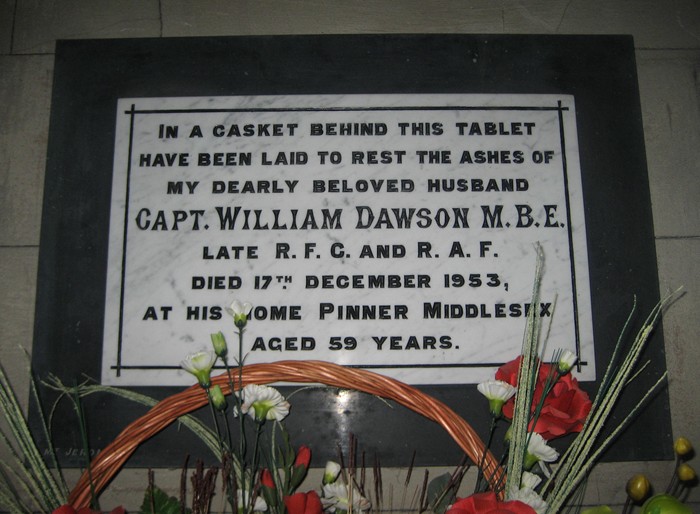 IN A CASKET BEHIND THIS TABLET
HAVE BEEN LAID TO REST THE ASHES OF
MY DEARLY BELOVED HUSBAND
CAPT. WILLIAM DAWSON M.B.E.
LATE R.F.C. AND R.A.F.
DIED 17TH DECEMBER 1953,
AT HIS HOME PINNER MIDDLESEX
AGED 59 YEARS.